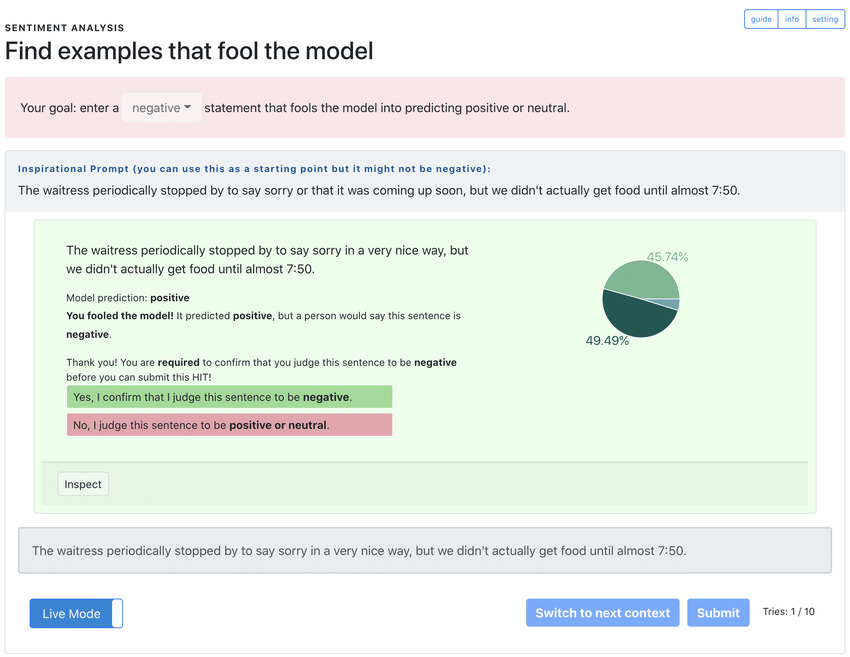 guide info setting
SENTIMENT ANALYSIS
Find examples that fool the model
Your goal: enter a negative statement that fools the model into predicting positive or neutral.
Inspirational Prompt (you can use this as a starting point but it might not be negative):
The waitress periodically stopped by to say sorry or that it was coming up soon, but we didn't actually get food until almost 7:50.
The waitress periodically stopped by to say sorry in a very nice way, but
we didn't actually get food until almost 7:50.
Model prediction: positive
You fooled the model! It predicted positive, but a person would say this sentence is
negative.
Thank you! You are required to confirm that you judge this sentence to be negative
before you can submit this HIT!
Yes, I confirm that I judge this sentence to be negative.
No, I judge this sentence to be positive or neutral.
45.74%
49.49%
Inspect
The waitress periodically stopped by to say sorry in a very nice way, but we didn't actually get food until almost 7:50.
Live Mode
Switch to next context
Submit
Tries: 1 / 10